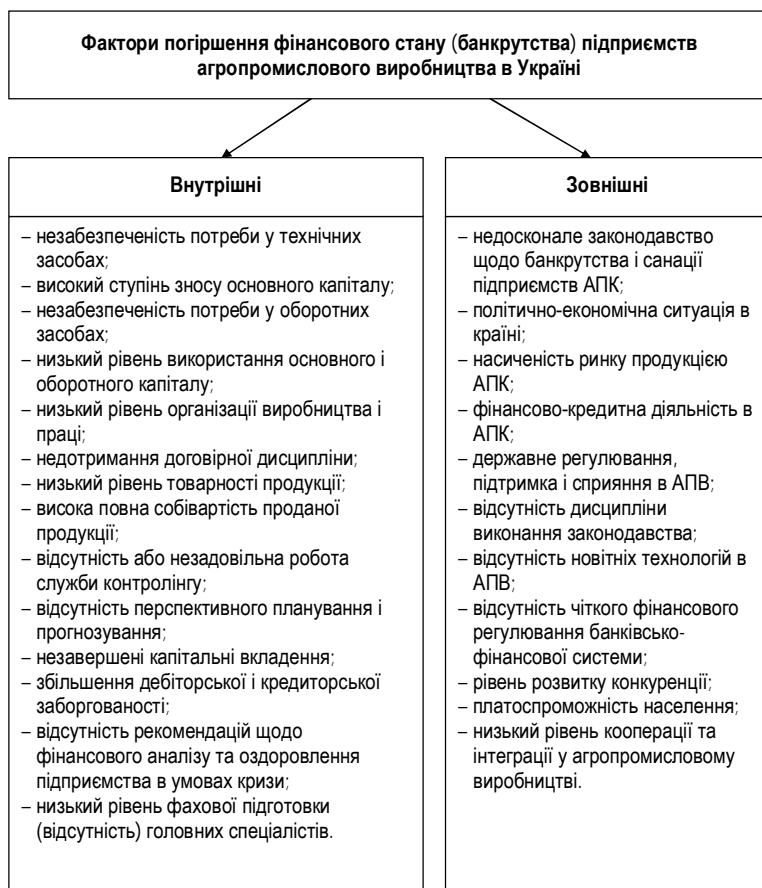 Фактори погіршення фінансового стану (банкрутства) підприємств
агропромислового виробництва в Україні
Внутрішні
– незабезпеченість потреби у технічних
засобах;
– високий ступінь зносу основного капіталу;
– незабезпеченість потреби у оборотних
засобах;
– низький рівень використання основного і
оборотного капіталу;
– низький рівень організації виробництва і
праці;
– недотримання договірної дисципліни;
– низький рівень товарності продукції;
– висока повна собівартість проданої
продукції;
– відсутність або незадовільна робота
служби контролінгу;
– відсутність перспективного планування і
прогнозування;
– незавершені капітальні вкладення;
– збільшення дебіторської і кредиторської
заборгованості;
– відсутність рекомендацій щодо
фінансового аналізу та оздоровлення
підприємства в умовах кризи;
– низький рівень фахової підготовки
(відсутність) головних спеціалістів.
Зовнішні
– недосконале законодавство
щодо банкрутства і санації
підприємств АПК;
– політично-економічна ситуація в
країні;
– насиченість ринку продукцією
АПК;
– фінансово-кредитна діяльність в
АПК;
– державне регулювання,
підтримка і сприяння в АПВ;
– відсутність дисципліни
виконання законодавства;
– відсутність новітніх технологій в
АПВ;
– відсутність чіткого фінансового
регулювання банківсько-
фінансової системи;
– рівень розвитку конкуренції;
– платоспроможність населення;
– низький рівень кооперації та
інтеграції у агропромисловому
виробництві.